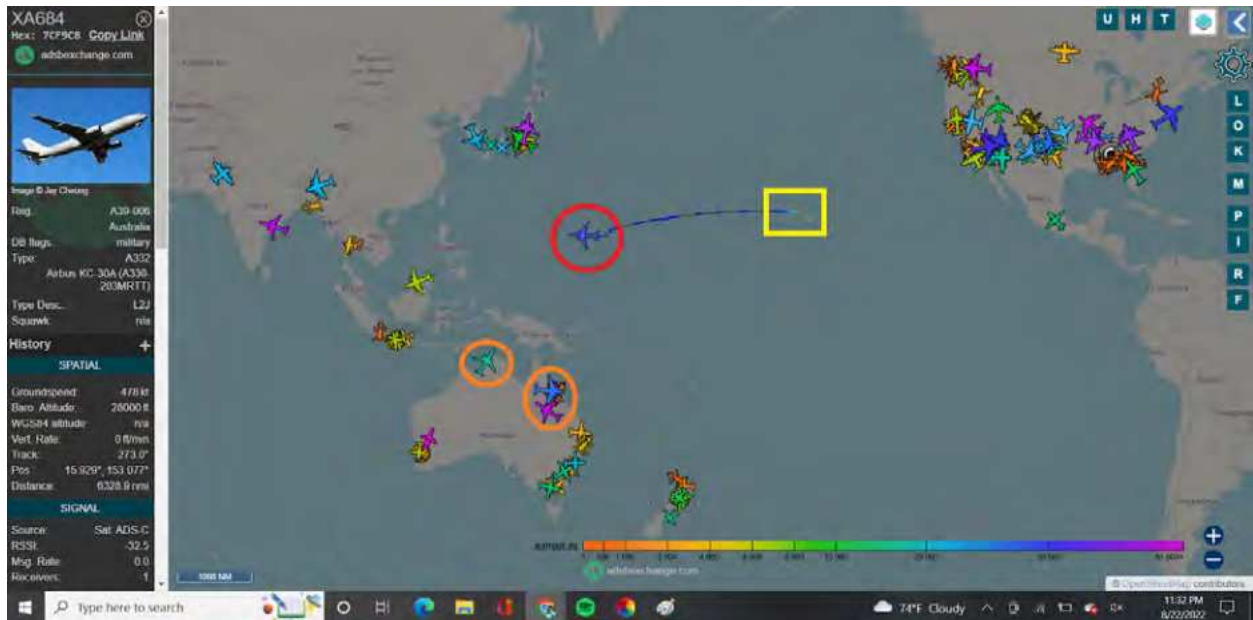 XA684
Hex: 7CF9C8 Copy Link
adsbexchange.com
Image © Jay Cheung
Reg. A39-006
Australia
DB flags: military
Type: A332
Airbus KC-30A (A330-
203MRTT)
Type Desc.: L2J
Squawk: n/a
History +
SPATIAL
Groundspeed: 478 kt
Baro. Altitude: 28000 ft
WGS84 altitude: n/a
Vert. Rate: 0 ft/min
Track: 273.0°
Pos.: 15.929°, 153.077°
Distance: 6328.9 nmi
SIGNAL
Source: Sat. ADS-C
RSSI: -32.5
Msg. Rate: 0.0
Receivers: 1
U H T
L
O
K
M
P
I
R
F
adsbexchange.com
1000 NM
© OpenStreetMap contributors.
Type here to search
74°F Cloudy
11:32 PM
8/22/2022